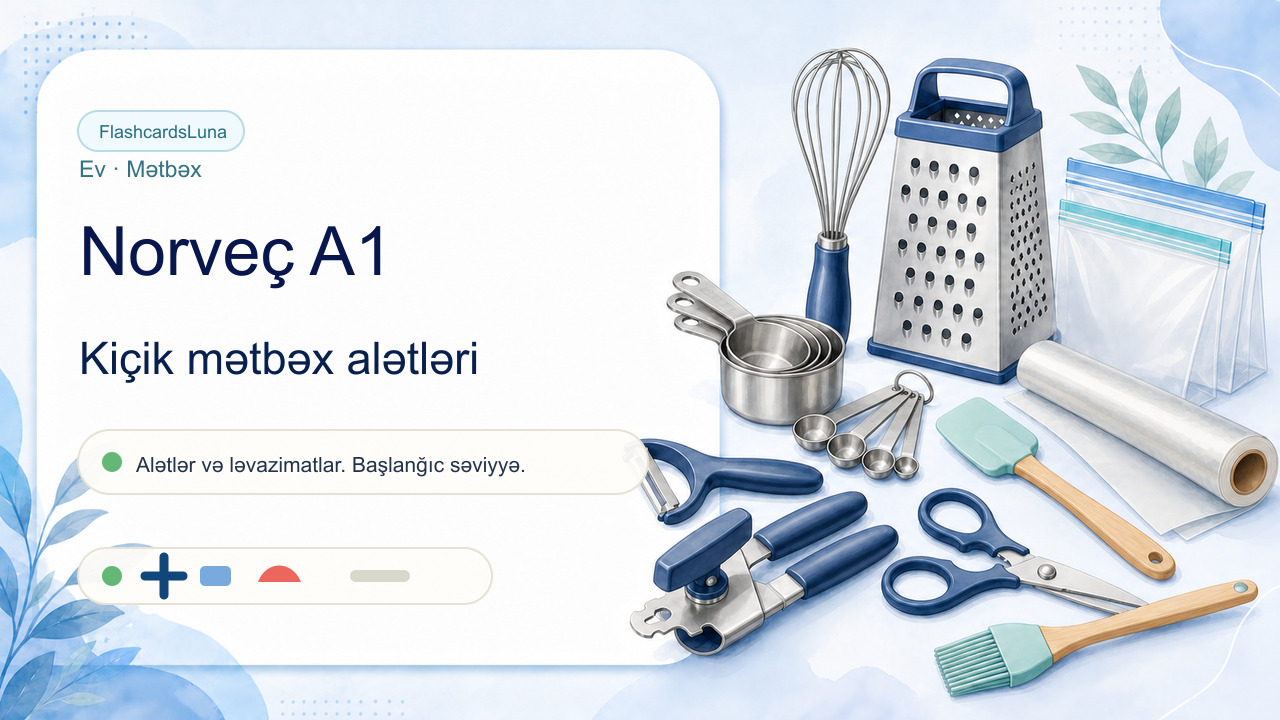 FlashcardsLuna
Ev · Mətbəx
Norveç A1
Kiçik mətbəx alətləri
Alətlər və ləvazimatlar. Başlanğıc səviyyə.